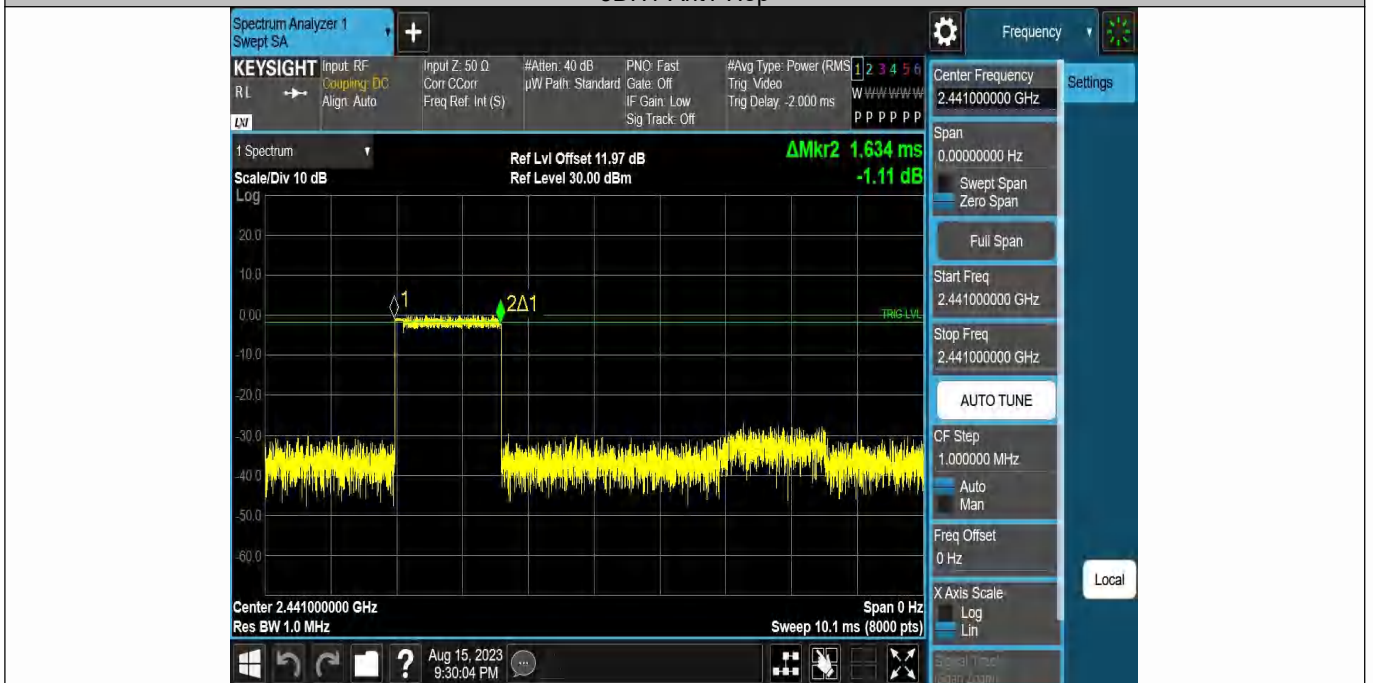 Spectrum Analyzer 1
Swept SA
+
Frequency
KEYSIGHT
RL
LXI
Input: RF
Coupling: DC
Align: Auto
Input Z: 50 Ω
Corr CCorr
Freq Ref: Int (S)
#Atten: 40 dB
µW Path: Standard
PNO: Fast
Gate: Off
IF Gain: Low
Sig Track: Off
#Avg Type: Power (RMS
Trig: Video
Trig Delay: -2.000 ms
1 2 3 4 5 6
W W W W W W
P P P P P P
1 Spectrum
Scale/Div 10 dB
Log
Ref Lvl Offset 11.97 dB
Ref Level 30.00 dBm
ΔMkr2 1.634 ms
-1.11 dB
20.0
10.0
0.00
-10.0
-20.0
-30.0
-40.0
-50.0
-60.0
1
2Δ1
TRIG LVL
Center 2.441000000 GHz
Res BW 1.0 MHz
Span 0 Hz
Sweep 10.1 ms (8000 pts)
Center Frequency
2.441000000 GHz
Settings
Span
0.00000000 Hz
Swept Span
Zero Span
Full Span
Start Freq
2.441000000 GHz
Stop Freq
2.441000000 GHz
AUTO TUNE
CF Step
1.000000 MHz
Auto
Man
Freq Offset
0 Hz
X Axis Scale
Log
Lin
Signal Track
(Span Zoom)
Local
?
Aug 15, 2023
9:30:04 PM